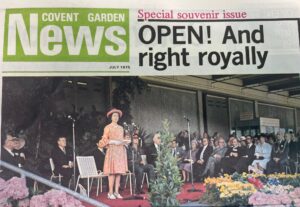 COVENT GARDEN
News
JULY 1975
Special souvenir issue
OPEN! And
right royally